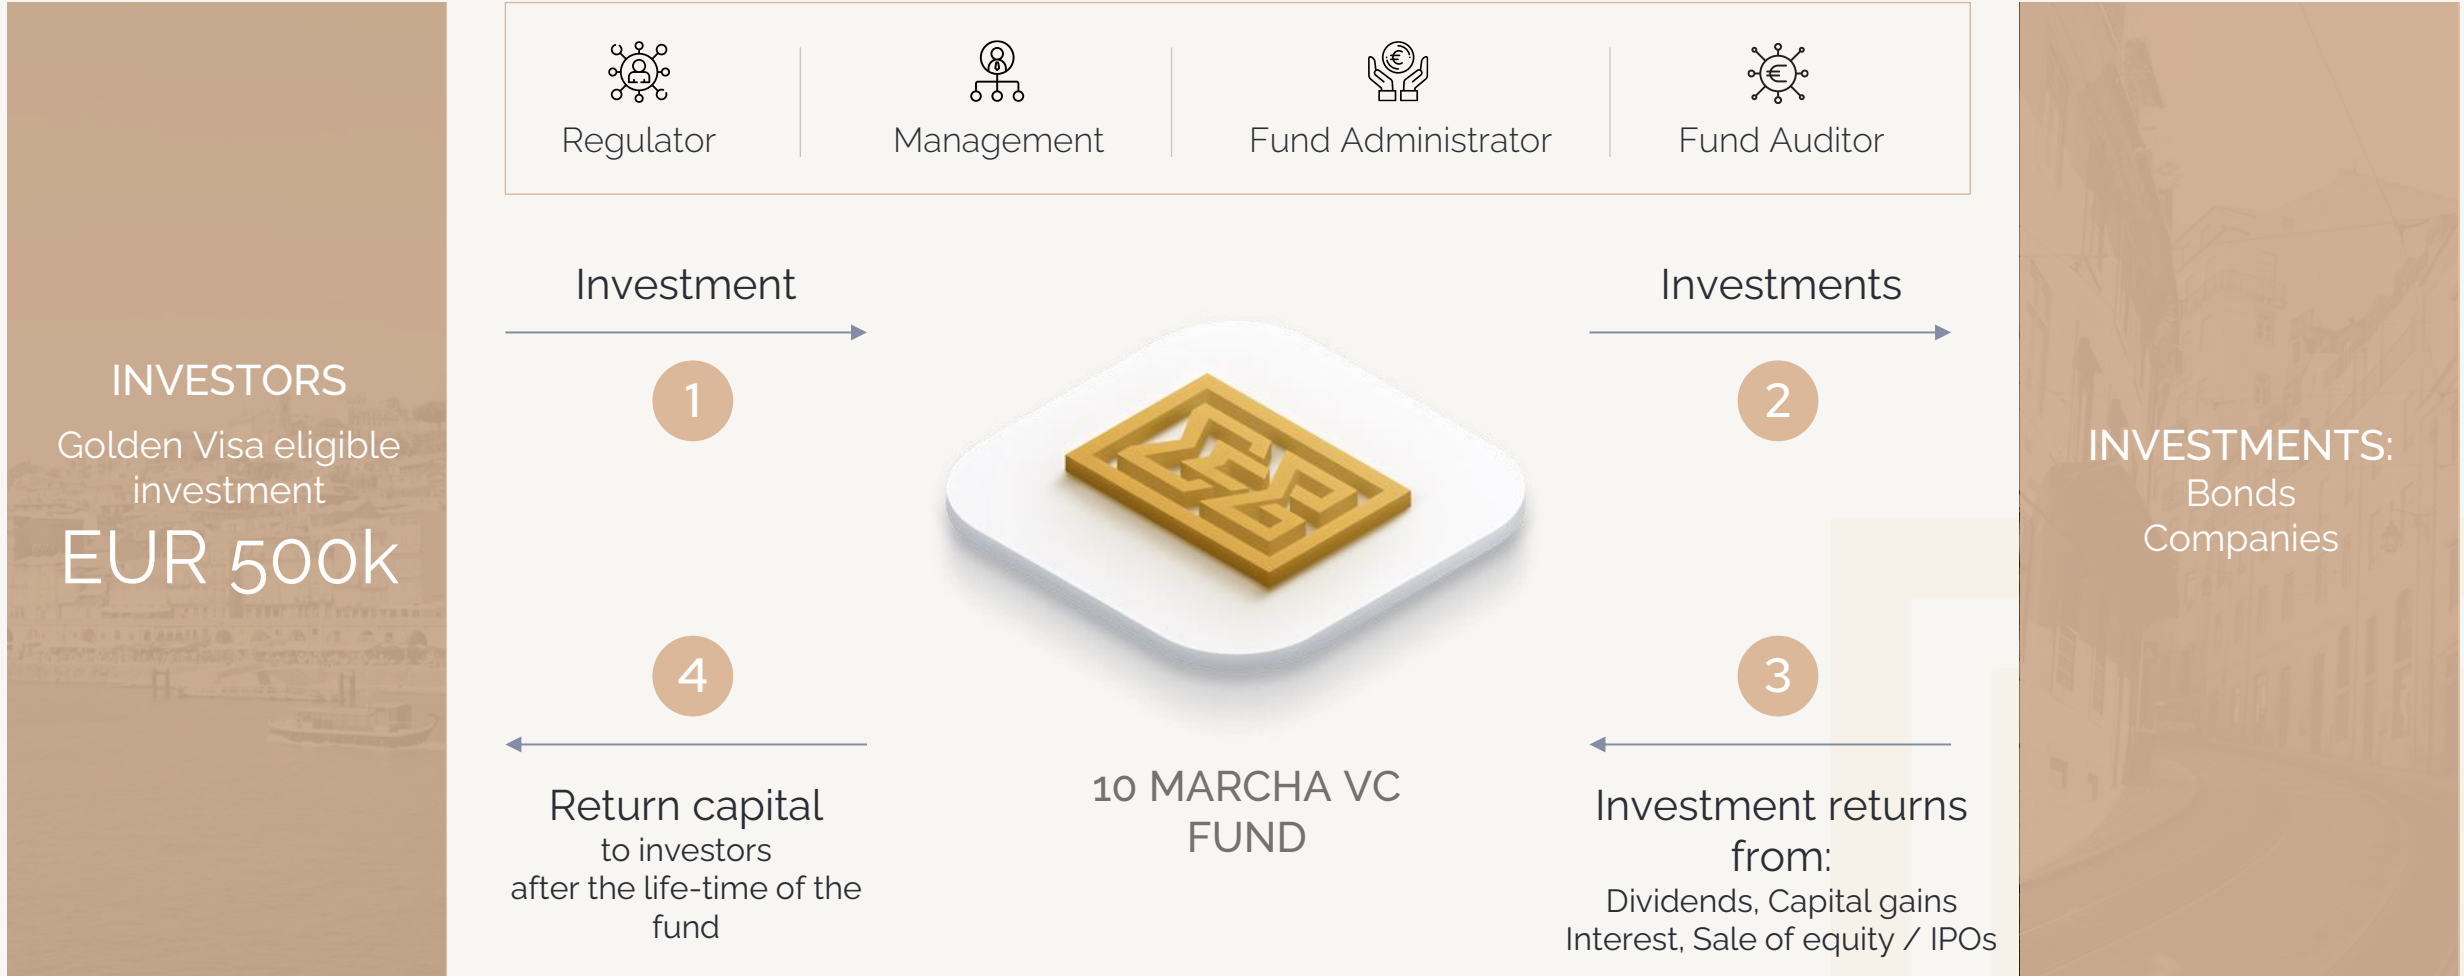 Regulator
Management
Fund Administrator
Fund Auditor
INVESTORS
Golden Visa eligible
investment
EUR 500k
Investment
1
Investments
2
INVESTMENTS:
Bonds
Companies
4
Return capital
to investors
after the life-time of the
fund
10 MARCHA VC
FUND
3
Investment returns
from:
Dividends, Capital gains
Interest, Sale of equity / IPOs